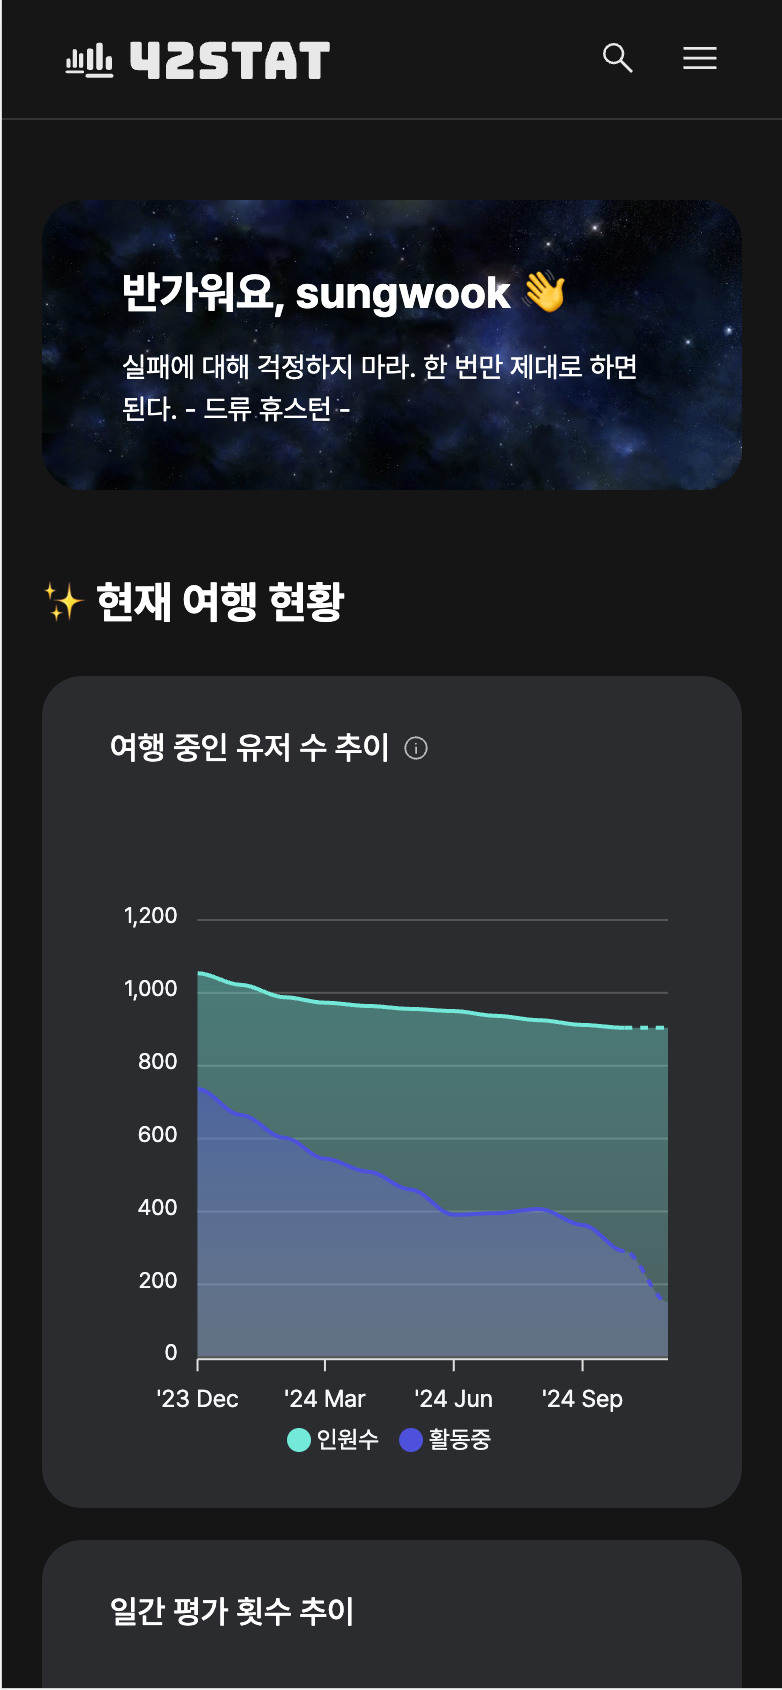 42STAT
반가워요, sungwook 👋
실패에 대해 걱정하지 마라. 한 번만 제대로 하면
된다. - 드류 휴스턴 -
✨ 현재 여행 현황
여행 중인 유저 수 추이
1,200
1,000
800
600
400
200
0
'23 Dec '24 Mar '24 Jun '24 Sep
인원수 활동중
일간 평가 횟수 추이